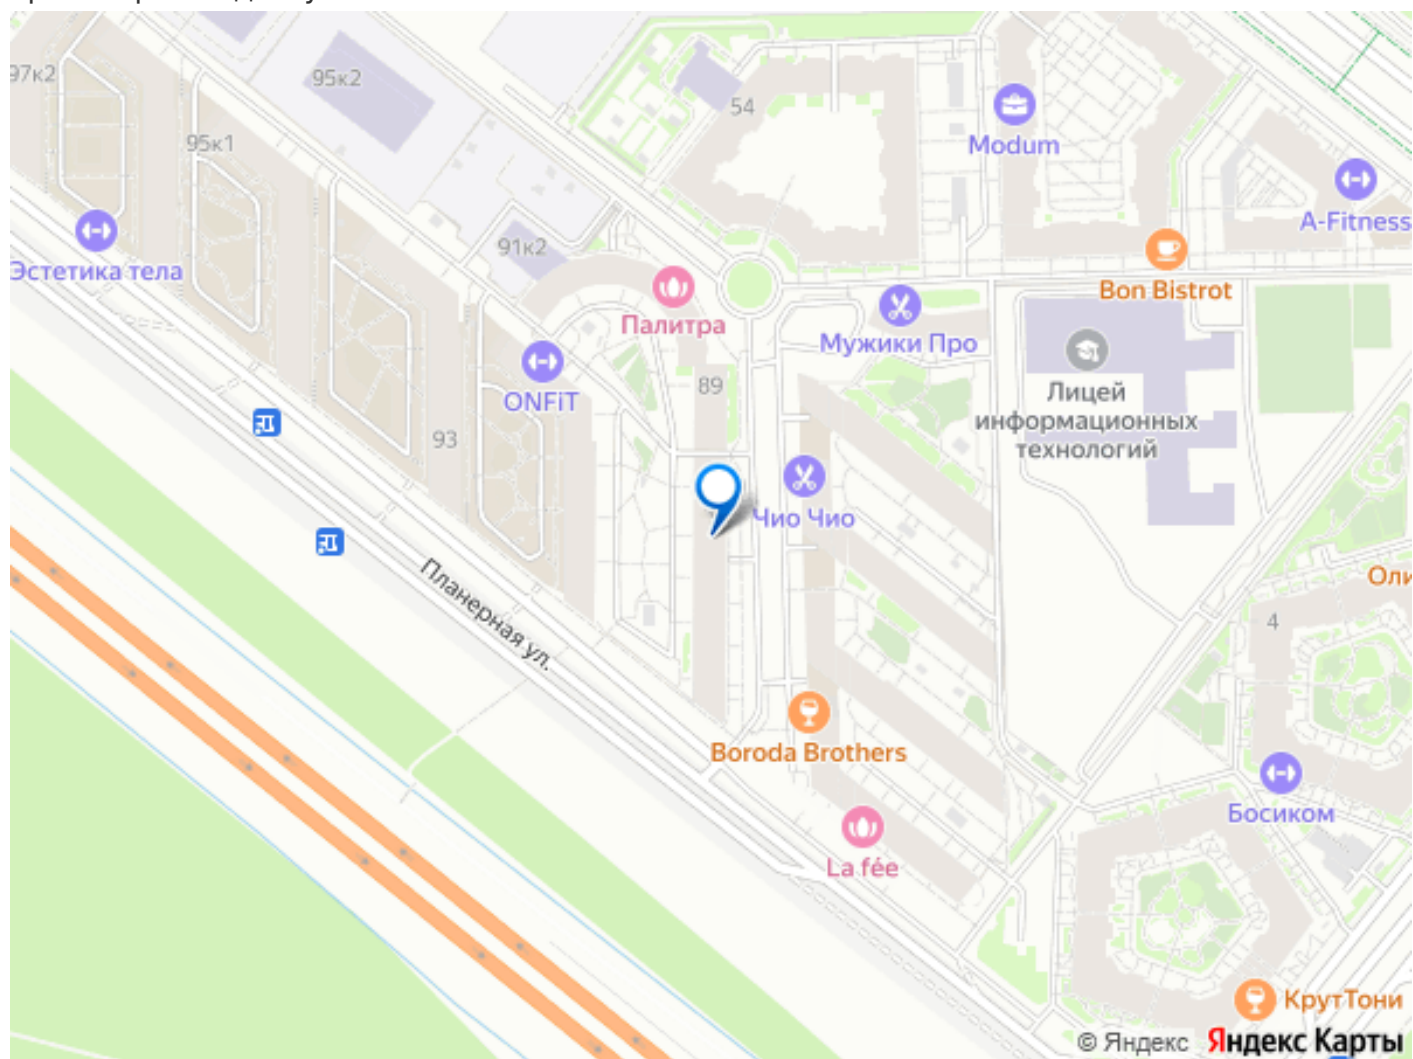 97к2
95к2
54
95к1
Modum
A-Fitness
Эстетика тела
91к2
Палитра
Bon Bistrot
Мужики Про
ONFiT
89
Лицей
информационных
технологий
93
Чио Чио
Планерная ул.
Оли
4
Boroda Brothers
Босиком
La fée
КрутТони
© Яндекс Яндекс Карты